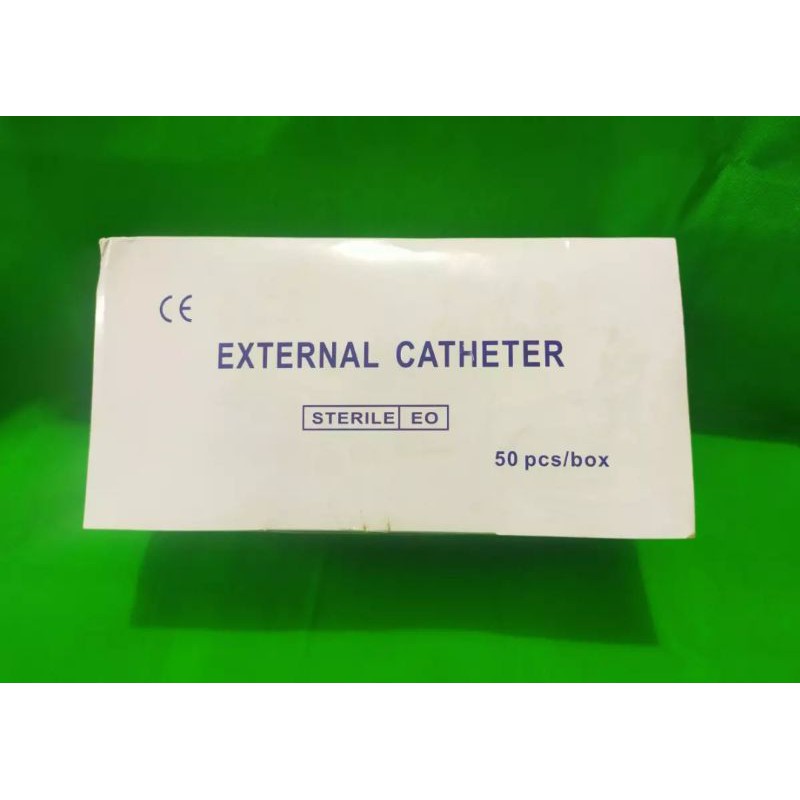 CE
EXTERNAL CATHETER
STERILE EO
50 pcs/box